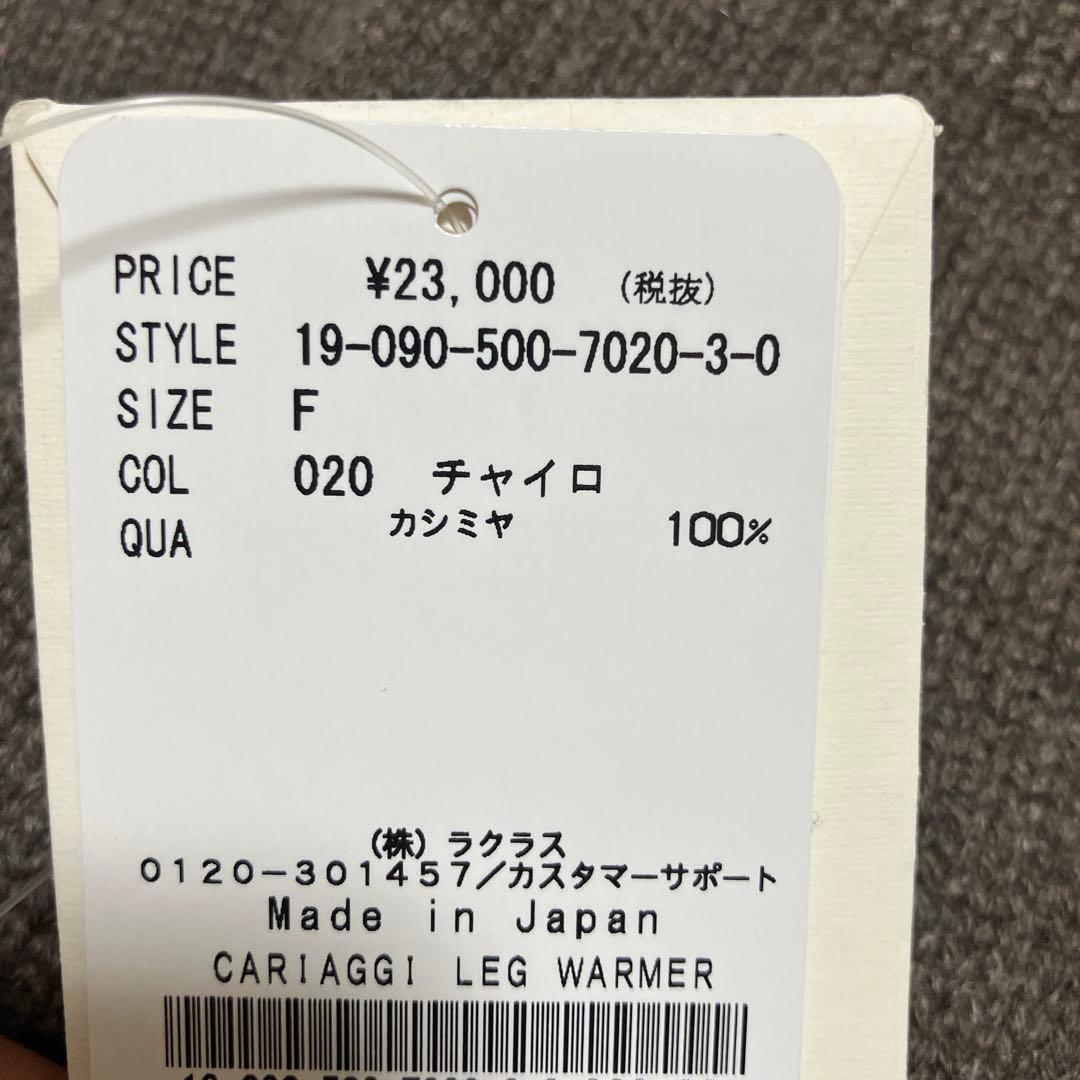 PRICE ¥23,000 (税抜)
STYLE 19-090-500-7020-3-0
SIZE F
COL 020 チャイロ
QUA カシミヤ 100%
(株) ラクラス
0120-301457/カスタマーサポート
Made in Japan
CARIAGGI LEG WARMER